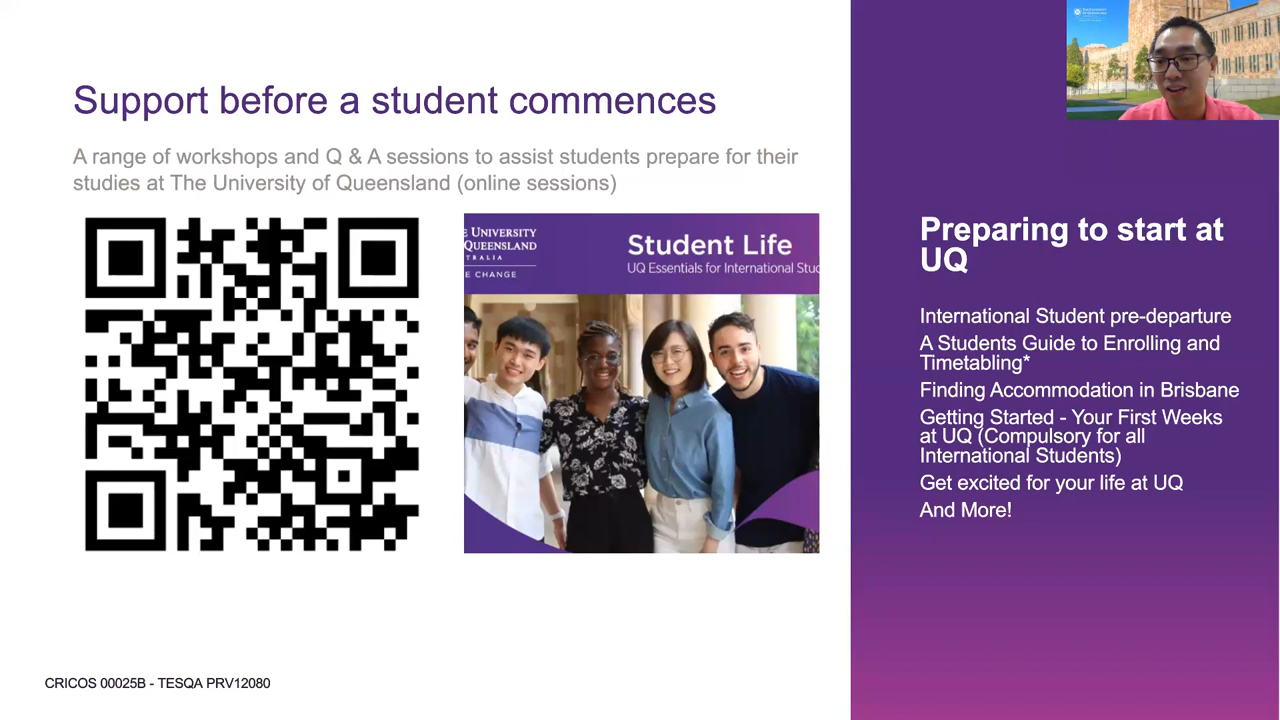 Support before a student commences
A range of workshops and Q & A sessions to assist students prepare for their
studies at The University of Queensland (online sessions)
E UNIVERSITY
QUEENSLAND
TRALIA
E CHANGE
Student Life
UQ Essentials for International Stud
Preparing to start at
UQ
International Student pre-departure
A Students Guide to Enrolling and
Timetabling*
Finding Accommodation in Brisbane
Getting Started - Your First Weeks
at UQ (Compulsory for all
International Students)
Get excited for your life at UQ
And More!
CRICOS 00025B - TESQA PRV12080